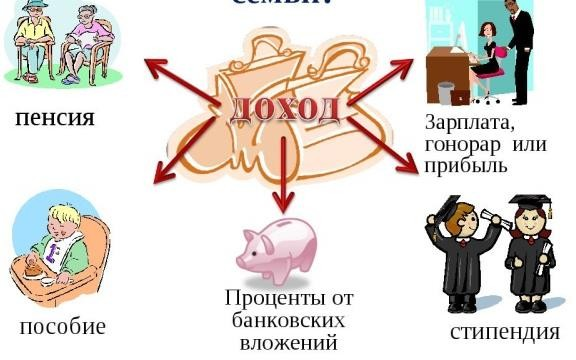 ДОХОД
пенсия
Зарплата,
гонорар или
прибыль
пособие
Проценты от
банковских
вложений
стипендия